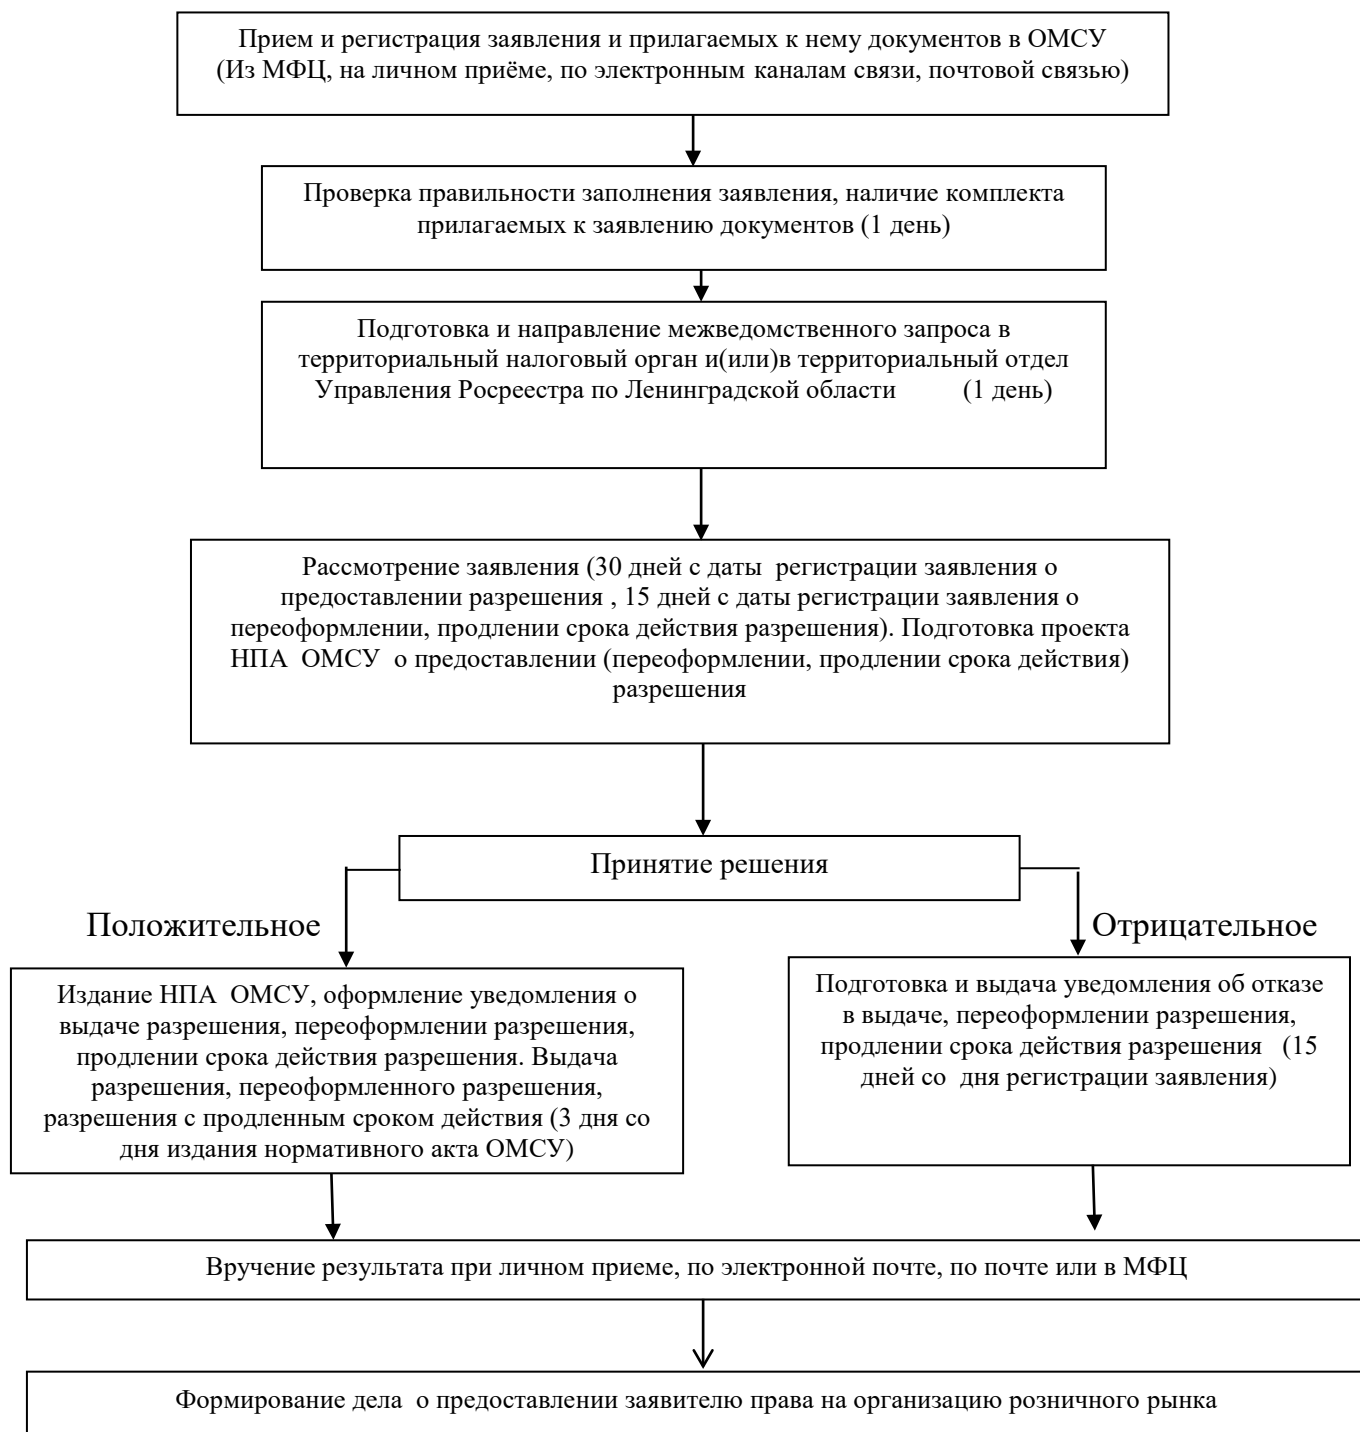 Прием и регистрация заявления и прилагаемых к нему документов в ОМСУ
(Из МФЦ, на личном приёме, по электронным каналам связи, почтовой связью)
Проверка правильности заполнения заявления, наличие комплекта
прилагаемых к заявлению документов (1 день)
Подготовка и направление межведомственного запроса в
территориальный налоговый орган и(или)в территориальный отдел
Управления Росреестра по Ленинградской области (1 день)
Рассмотрение заявления (30 дней с даты регистрации заявления о
предоставлении разрешения , 15 дней с даты регистрации заявления о
переоформлении, продлении срока действия разрешения). Подготовка проекта
НПА ОМСУ о предоставлении (переоформлении, продлении срока действия)
разрешения
Принятие решения
Положительное
Отрицательное
Издание НПА ОМСУ, оформление уведомления о
выдаче разрешения, переоформлении разрешения,
продлении срока действия разрешения. Выдача
разрешения, переоформленного разрешения,
разрешения с продленным сроком действия (3 дня со
дня издания нормативного акта ОМСУ)
Подготовка и выдача уведомления об отказе
в выдаче, переоформлении разрешения,
продлении срока действия разрешения (15
дней со дня регистрации заявления)
Вручение результата при личном приеме, по электронной почте, по почте или в МФЦ
Формирование дела о предоставлении заявителю права на организацию розничного рынка